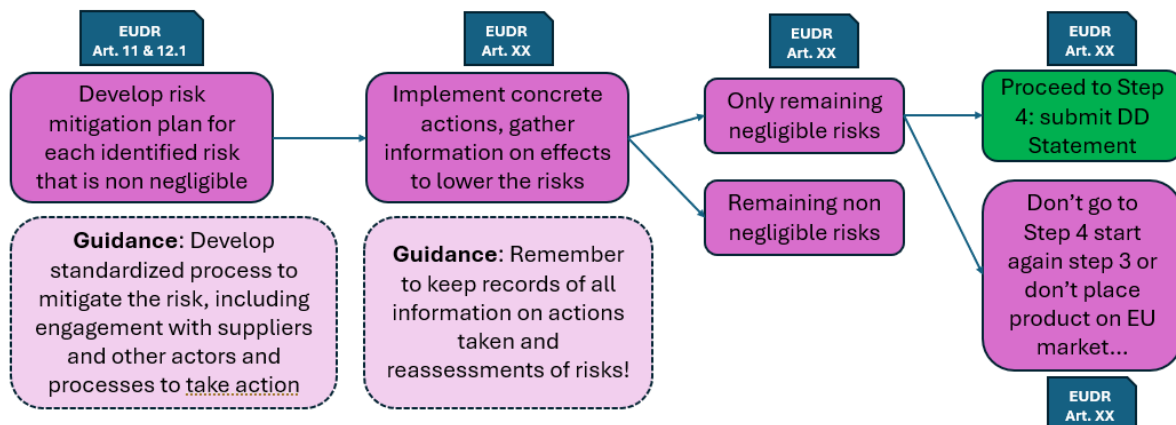 EUDR
Art. 11 & 12.1
Develop risk
mitigation plan for
each identified risk
that is non negligible
Guidance: Develop
standardized process to
mitigate the risk, including
engagement with suppliers
and other actors and
processes to take action
EUDR
Art. XX
Implement concrete
actions, gather
information on effects
to lower the risks
Guidance: Remember
to keep records of all
information on actions
taken and
reassessments of risks!
EUDR
Art. XX
Only remaining
negligible risks
Remaining non
negligible risks
EUDR
Art. XX
Proceed to Step
4: submit DD
Statement
Don’t go to
Step 4 start
again step 3 or
don’t place
product on EU
market...
EUDR
Art. XX